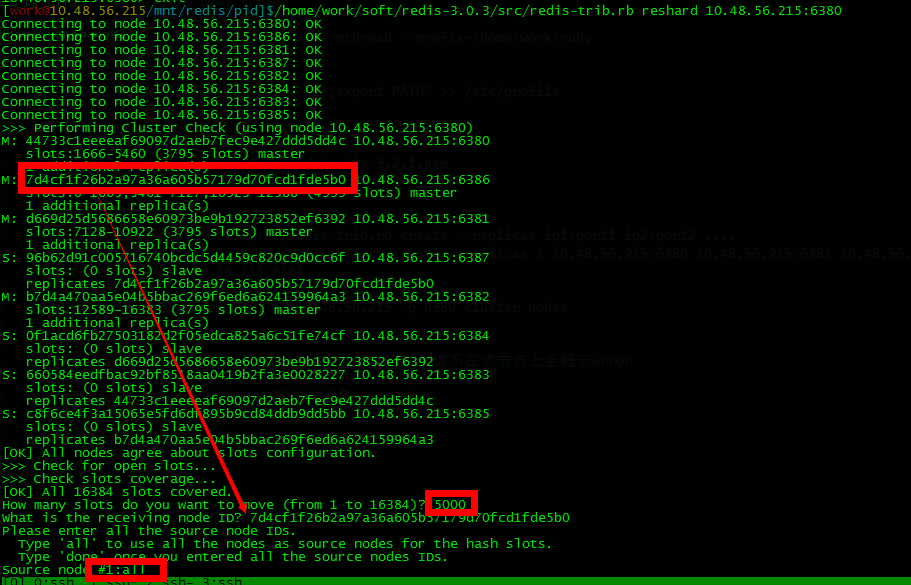 [work@10.48.56.215/mnt/redis/pid]$/home/work/soft/redis-3.0.3/src/redis-trib.rb reshard 10.48.56.215:6380
Connecting to node 10.48.56.215:6380: OK
Connecting to node 10.48.56.215:6386: OK
Connecting to node 10.48.56.215:6381: OK
Connecting to node 10.48.56.215:6387: OK
Connecting to node 10.48.56.215:6382: OK
Connecting to node 10.48.56.215:6384: OK
Connecting to node 10.48.56.215:6383: OK
Connecting to node 10.48.56.215:6385: OK
>>> Performing Cluster Check (using node 10.48.56.215:6380)
M: 44733c1eeeeaf69097d2aeb7fec9e427ddd5dd4c 10.48.56.215:6380
slots:1666-5460 (3795 slots) master
1 additional replica(s)
M: 7d4cf1f26b2a97a36a605b57179d70fcd1fde5b0 10.48.56.215:6386
slots) master
1 additional replica(s)
M: d669d25d5686658e60973be9b192723852ef6392 10.48.56.215:6381
slots:7128-10922 (3795 slots) master
1 additional replica(s)
S: 96b62d91c005716740bcdc5d4459c820c9d0cc6f 10.48.56.215:6387
slots: (0 slots) slave
replicates 7d4cf1f26b2a97a36a605b57179d70fcd1fde5b0
M: b7d4a470aa5e04b5bbac269f6ed6a624159964a3 10.48.56.215:6382
slots:12589-16383 (3795 slots) master
1 additional replica(s)
S: 0f1acd6fb27503182d2f05edca825a6c51fe74cf 10.48.56.215:6384
slots: (0 slots) slave
replicates d669d25d5686658e60973be9b192723852ef6392
S: 660584eedfbac92bf8518aa0419b2fa3e0028227 10.48.56.215:6383
slots: (0 slots) slave
replicates 44733c1eeeeaf69097d2aeb7fec9e427ddd5dd4c
S: c8f6ce4f3a15065e5fd6df895b9cd84ddb9dd5bb 10.48.56.215:6385
slots: (0 slots) slave
replicates b7d4a470aa5e04b5bbac269f6ed6a624159964a3
[OK] All nodes agree about slots configuration.
>>> Check for open slots...
>>> Check slots coverage...
[OK] All 16384 slots covered.
How many slots do you want to move (from 1 to 16384)? 5000
What is the receiving node ID? 7d4cf1f26b2a97a36a605b57179d70fcd1fde5b0
Please enter all the source node IDs.
Type 'all' to use all the nodes as source nodes for the hash slots.
Type 'done' once you entered all the source nodes IDs.
Source node #1:all